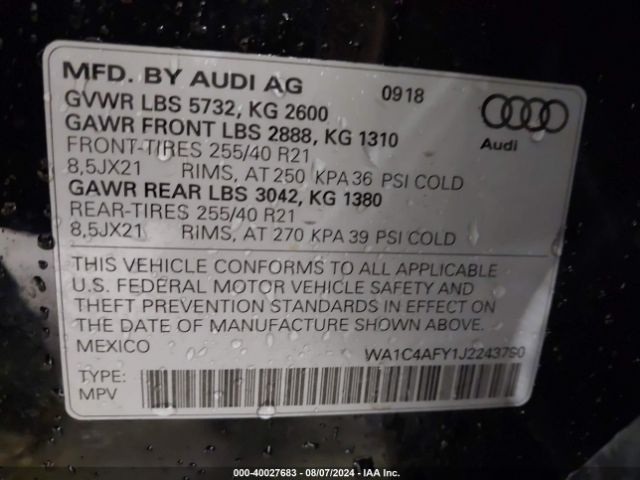 MFD. BY AUDI AG 0918
GVWR LBS 5732, KG 2600
GAWR FRONT LBS 2888, KG 1310
FRONT-TIRES 255/40 R21
8,5JX21 RIMS, AT 250 KPA 36 PSI COLD
GAWR REAR LBS 3042, KG 1380
REAR-TIRES 255/40 R21
8,5JX21 RIMS, AT 270 KPA 39 PSI COLD
Audi
THIS VEHICLE CONFORMS TO ALL APPLICABLE
U.S. FEDERAL MOTOR VEHICLE SAFETY AND
THEFT PREVENTION STANDARDS IN EFFECT ON
THE DATE OF MANUFACTURE SHOWN ABOVE.
MEXICO WA1C4AFY1J2243790
TYPE:
MPV
000-40027683 - 08/07/2024 - IAA Inc.